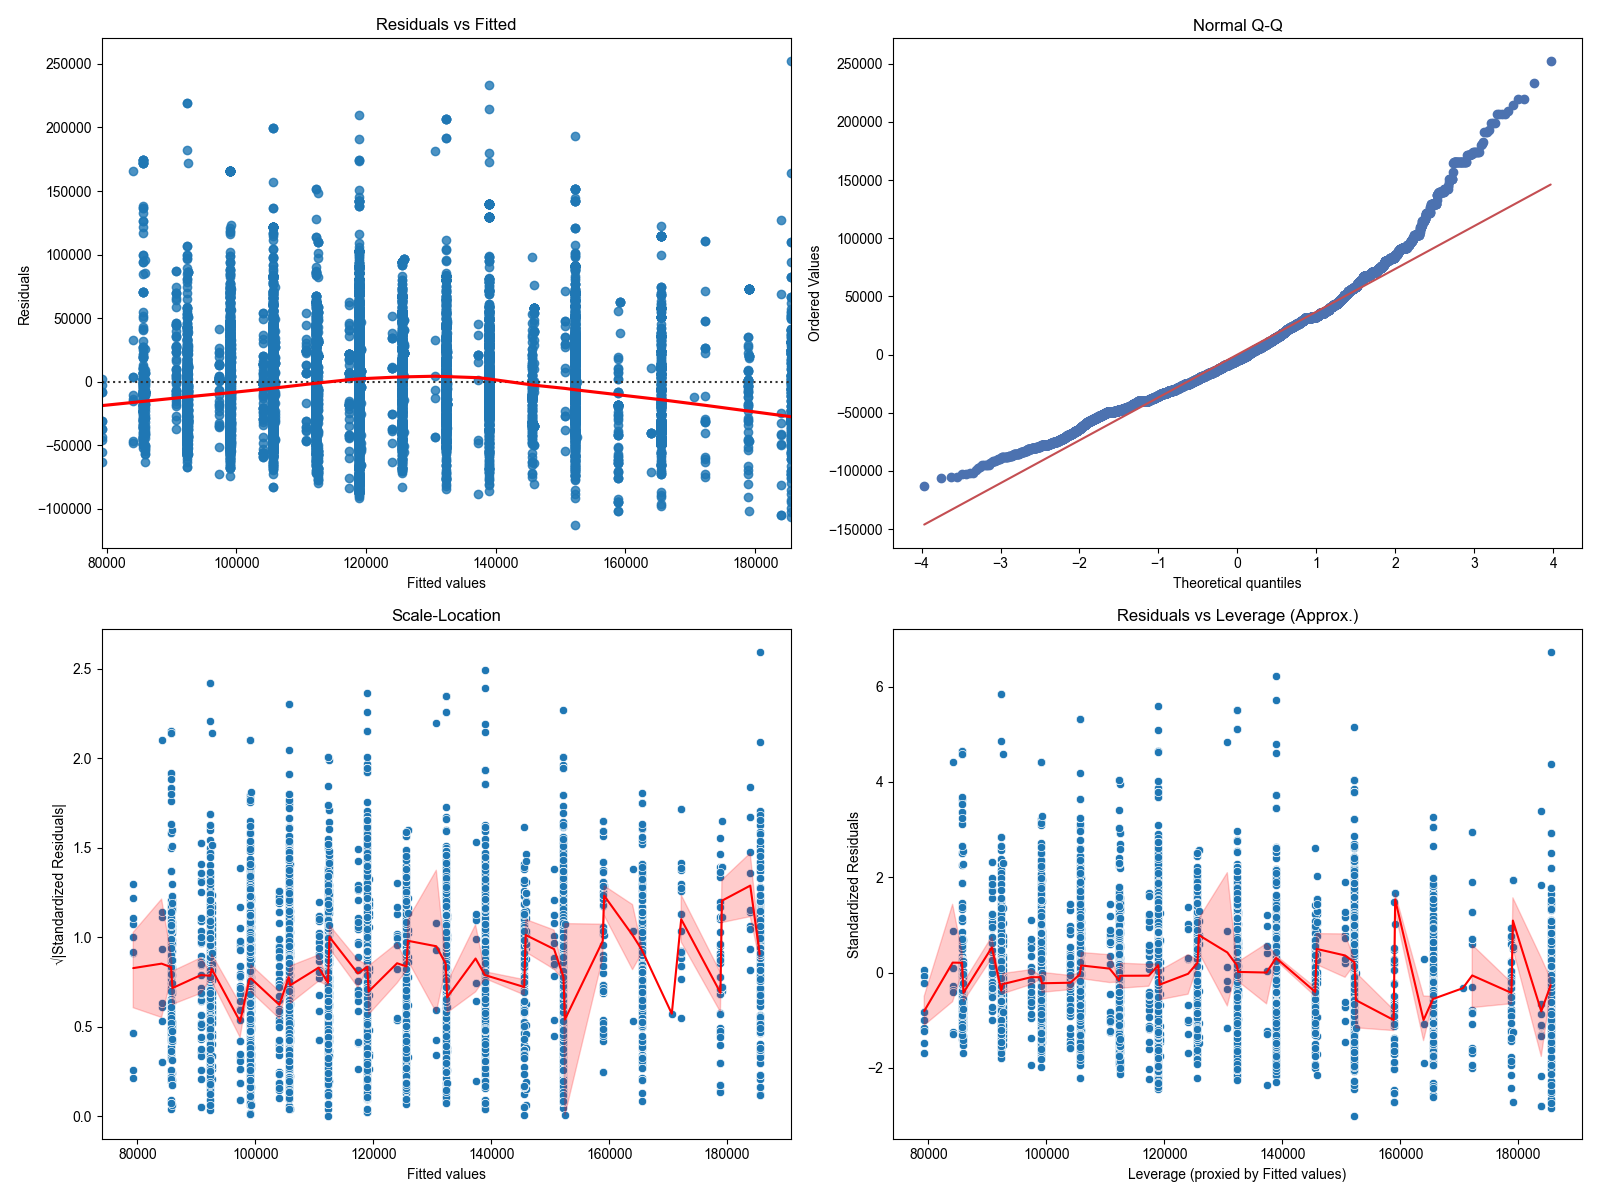 Residuals vs Fitted
250000
200000
150000
100000
50000
0
−50000
−100000
Residuals
80000 100000 120000 140000 160000 180000
Fitted values
Normal Q-Q
250000
200000
150000
100000
50000
0
−50000
−100000
−150000
Ordered Values
−4 −3 −2 −1 0 1 2 3 4
Theoretical quantiles
Scale-Location
2.5
2.0
1.5
1.0
0.5
0.0
√|Standardized Residuals|
80000 100000 120000 140000 160000 180000
Fitted values
Residuals vs Leverage (Approx.)
6
4
2
0
−2
Standardized Residuals
80000 100000 120000 140000 160000 180000
Leverage (proxied by Fitted values)